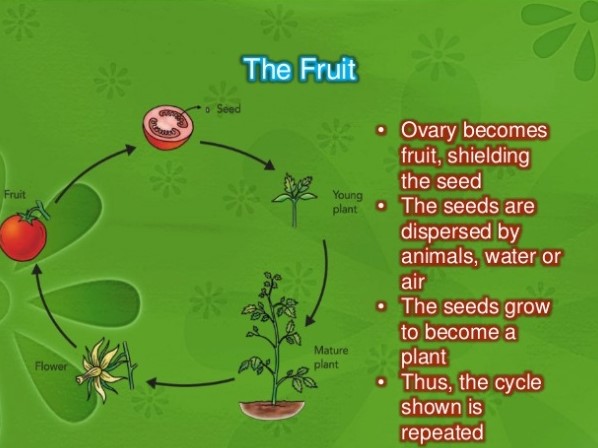 The Fruit
Seed
Fruit
Young
plant
Mature
plant
Flower
• Ovary becomes
fruit, shielding
the seed
• The seeds are
dispersed by
animals, water or
air
• The seeds grow
to become a
plant
• Thus, the cycle
shown is
repeated